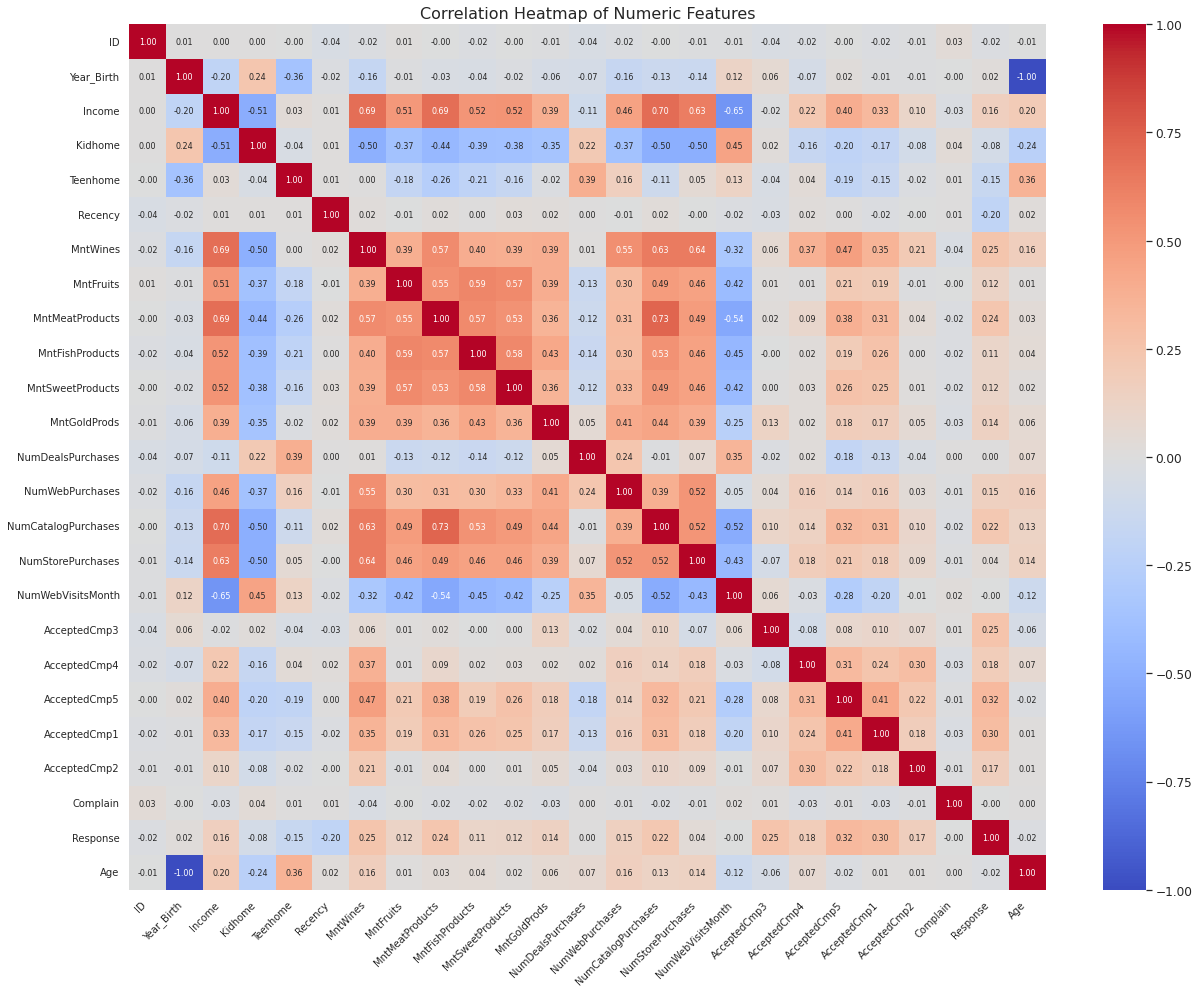 Correlation Heatmap of Numeric Features
ID 1.00 0.01 0.00 0.00 -0.00 -0.04 -0.02 0.01 -0.00 -0.02 -0.00 -0.01 -0.04 -0.02 -0.00 -0.01 -0.01 -0.04 -0.02 -0.00 -0.02 -0.01 0.03 -0.02 -0.01
Year_Birth 0.01 1.00 -0.20 0.24 -0.36 -0.02 -0.16 -0.01 -0.03 -0.04 -0.02 -0.06 -0.07 -0.16 -0.13 -0.14 0.12 0.06 -0.07 0.02 -0.01 -0.01 -0.00 0.02 -1.00
Income 0.00 -0.20 1.00 -0.51 0.03 0.01 0.69 0.51 0.69 0.52 0.52 0.39 -0.11 0.46 0.70 0.63 -0.65 -0.02 0.22 0.40 0.33 0.10 -0.03 0.16 0.20
Kidhome 0.00 0.24 -0.51 1.00 -0.04 0.01 -0.50 -0.37 -0.44 -0.39 -0.38 -0.35 0.22 -0.37 -0.50 -0.50 0.45 0.02 -0.16 -0.20 -0.17 -0.08 0.04 -0.08 -0.24
Teenhome -0.00 -0.36 0.03 -0.04 1.00 0.01 0.00 -0.18 -0.26 -0.21 -0.16 -0.02 0.39 0.16 -0.11 0.05 0.13 -0.04 0.04 -0.19 -0.15 -0.02 0.01 -0.15 0.36
Recency -0.04 -0.02 0.01 0.01 0.01 1.00 0.02 -0.01 0.02 0.00 0.03 0.02 0.00 -0.01 0.02 -0.00 -0.02 -0.03 0.02 0.00 -0.02 -0.00 0.01 -0.20 0.02
MntWines -0.02 -0.16 0.69 -0.50 0.00 0.02 1.00 0.39 0.57 0.40 0.39 0.39 0.01 0.55 0.63 0.64 -0.32 0.06 0.37 0.47 0.35 0.21 -0.04 0.25 0.16
MntFruits 0.01 -0.01 0.51 -0.37 -0.18 -0.01 0.39 1.00 0.55 0.59 0.57 0.39 -0.13 0.30 0.49 0.46 -0.42 0.01 0.01 0.21 0.19 -0.01 -0.00 0.12 0.01
MntMeatProducts -0.00 -0.03 0.69 -0.44 -0.26 0.02 0.57 0.55 1.00 0.57 0.53 0.36 -0.12 0.31 0.73 0.49 -0.54 0.02 0.09 0.38 0.31 0.04 -0.02 0.24 0.03
MntFishProducts -0.02 -0.04 0.52 -0.39 -0.21 0.00 0.40 0.59 0.57 1.00 0.58 0.43 -0.14 0.30 0.53 0.46 -0.45 -0.00 0.02 0.19 0.26 0.00 -0.02 0.11 0.04
MntSweetProducts -0.00 -0.02 0.52 -0.38 -0.16 0.03 0.39 0.57 0.53 0.58 1.00 0.36 -0.12 0.33 0.49 0.46 -0.42 0.00 0.03 0.26 0.25 0.01 -0.02 0.12 0.02
MntGoldProds -0.01 -0.06 0.39 -0.35 -0.02 0.02 0.39 0.39 0.36 0.43 0.36 1.00 0.05 0.41 0.44 0.39 -0.25 0.13 0.02 0.18 0.17 0.05 -0.03 0.14 0.06
NumDealsPurchases -0.04 -0.07 -0.11 0.22 0.39 0.00 0.01 -0.13 -0.12 -0.14 -0.12 0.05 1.00 0.24 -0.01 0.07 0.35 -0.02 0.02 -0.18 -0.13 -0.04 0.00 0.00 0.07
NumWebPurchases -0.02 -0.16 0.46 -0.37 0.16 -0.01 0.55 0.30 0.31 0.30 0.33 0.41 0.24 1.00 0.39 0.52 -0.05 0.04 0.16 0.14 0.16 0.03 -0.01 0.15 0.16
NumCatalogPurchases -0.00 -0.13 0.70 -0.50 -0.11 0.02 0.63 0.49 0.73 0.53 0.49 0.44 -0.01 0.39 1.00 0.52 -0.52 0.10 0.14 0.32 0.31 0.10 -0.02 0.22 0.13
NumStorePurchases -0.01 -0.14 0.63 -0.50 0.05 -0.00 0.64 0.46 0.49 0.46 0.46 0.39 0.07 0.52 0.52 1.00 -0.43 -0.07 0.18 0.21 0.18 0.09 -0.01 0.04 0.14
NumWebVisitsMonth -0.01 0.12 -0.65 0.45 0.13 -0.02 -0.32 -0.42 -0.54 -0.45 -0.42 -0.25 0.35 -0.05 -0.52 -0.43 1.00 0.06 -0.03 -0.28 -0.20 -0.01 0.02 -0.00 -0.12
AcceptedCmp3 -0.04 0.06 -0.02 0.02 -0.04 -0.03 0.06 0.01 0.02 -0.00 0.00 0.13 -0.02 0.04 0.10 -0.07 0.06 1.00 -0.08 0.08 0.10 0.07 0.01 0.25 -0.06
AcceptedCmp4 -0.02 -0.07 0.22 -0.16 0.04 0.02 0.37 0.01 0.09 0.02 0.03 0.02 0.02 0.16 0.14 0.18 -0.03 -0.08 1.00 0.31 0.24 0.30 -0.03 0.18 0.07
AcceptedCmp5 -0.00 0.02 0.40 -0.20 -0.19 0.00 0.47 0.21 0.38 0.19 0.26 0.18 -0.18 0.14 0.32 0.21 -0.28 0.08 0.31 1.00 0.41 0.22 -0.01 0.32 -0.02
AcceptedCmp1 -0.02 -0.01 0.33 -0.17 -0.15 -0.02 0.35 0.19 0.31 0.26 0.25 0.17 -0.13 0.16 0.31 0.18 -0.20 0.10 0.24 0.41 1.00 0.18 -0.03 0.30 0.01
AcceptedCmp2 -0.01 -0.01 0.10 -0.08 -0.02 -0.00 0.21 -0.01 0.04 0.00 0.01 0.05 -0.04 0.03 0.10 0.09 -0.01 0.07 0.30 0.22 0.18 1.00 -0.01 0.17 0.01
Complain 0.03 -0.00 -0.03 0.04 0.01 0.01 -0.04 -0.00 -0.02 -0.02 -0.02 -0.03 0.00 -0.01 -0.02 -0.01 0.02 0.01 -0.03 -0.01 -0.03 -0.01 1.00 -0.00 0.00
Response -0.02 0.02 0.16 -0.08 -0.15 -0.20 0.25 0.12 0.24 0.11 0.12 0.14 0.00 0.15 0.22 0.04 -0.00 0.25 0.18 0.32 0.30 0.17 -0.00 1.00 -0.02
Age -0.01 -1.00 0.20 -0.24 0.36 0.02 0.16 0.01 0.03 0.04 0.02 0.06 0.07 0.16 0.13 0.14 -0.12 -0.06 0.07 -0.02 0.01 0.01 0.00 -0.02 1.00
ID Year_Birth Income Kidhome Teenhome Recency MntWines MntFruits MntMeatProducts MntFishProducts MntSweetProducts MntGoldProds NumDealsPurchases NumWebPurchases NumCatalogPurchases NumStorePurchases NumWebVisitsMonth AcceptedCmp3 AcceptedCmp4 AcceptedCmp5 AcceptedCmp1 AcceptedCmp2 Complain Response Age
1.00
0.75
0.50
0.25
0.00
−0.25
−0.50
−0.75
−1.00